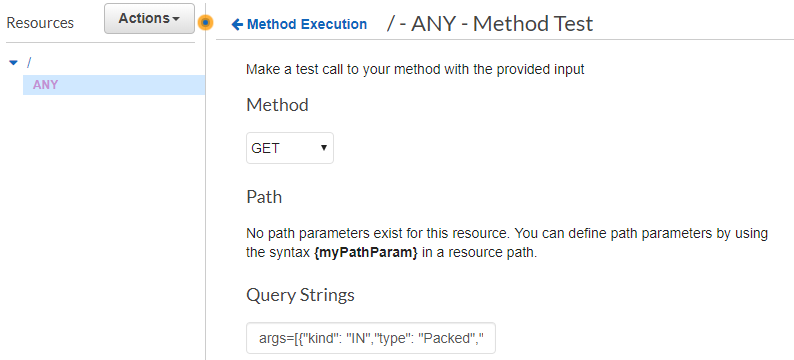 Resources
Actions
Method Execution
/ - ANY - Method Test
/
ANY
Make a test call to your method with the provided input
Method
GET
Path
No path parameters exist for this resource. You can define path parameters by using
the syntax {myPathParam} in a resource path.
Query Strings
args=[{"kind": "IN","type": "Packed","